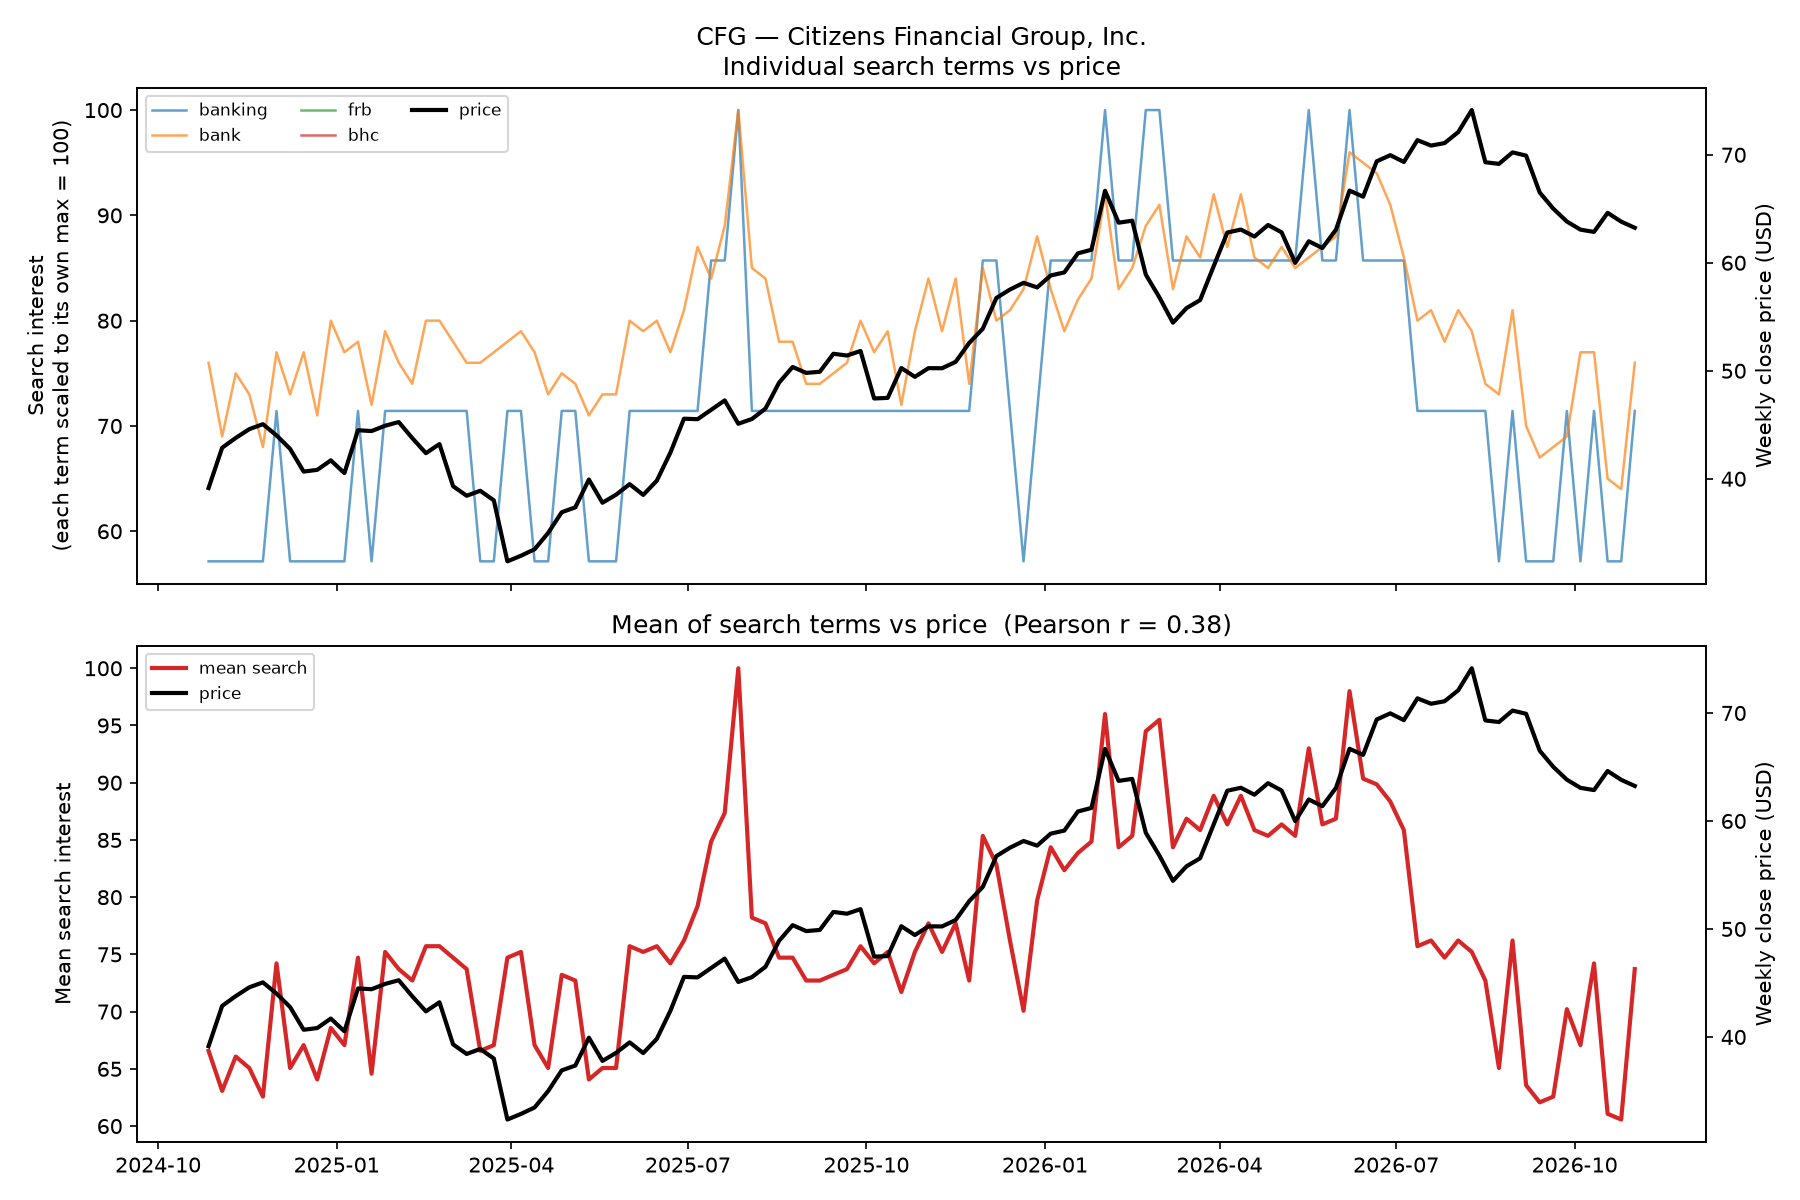 CFG — Citizens Financial Group, Inc.
Individual search terms vs price
banking
bank
frb
bhc
price
100
90
80
70
60
Search interest
(each term scaled to its own max = 100)
70
60
50
40
Weekly close price (USD)
Mean of search terms vs price  (Pearson r = 0.38)
mean search
price
100
95
90
85
80
75
70
65
60
Mean search interest
70
60
50
40
Weekly close price (USD)
2024-10
2025-01
2025-04
2025-07
2025-10
2026-01
2026-04
2026-07
2026-10